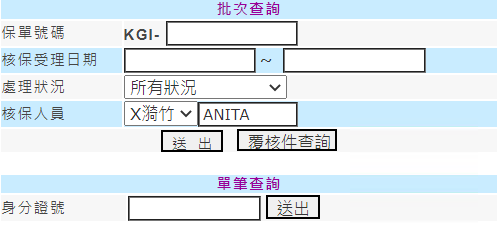 批次查詢
保單號碼 KGI-
核保受理日期 ~
處理狀況 所有狀況
核保人員 X漪竹 ANITA
送 出 覆核件查詢
單筆查詢
身分證號 送出